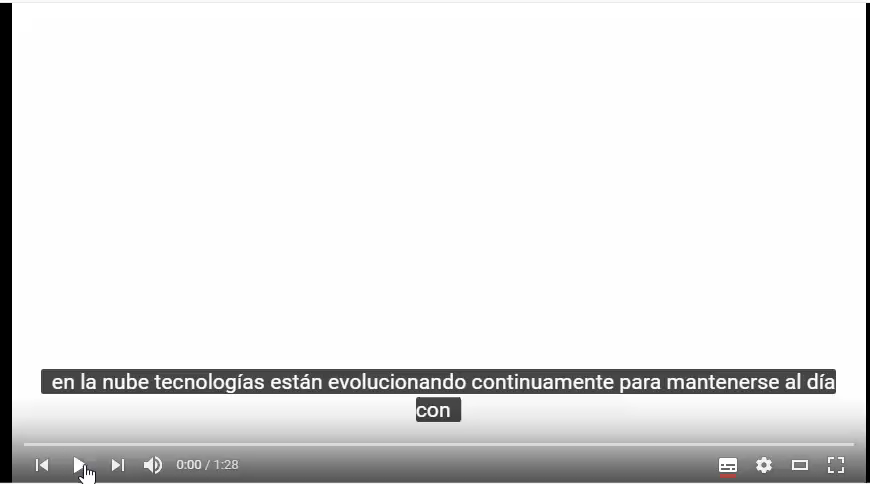 en la nube tecnologías están evolucionando continuamente para mantenerse al día
con
0:00 / 1:28